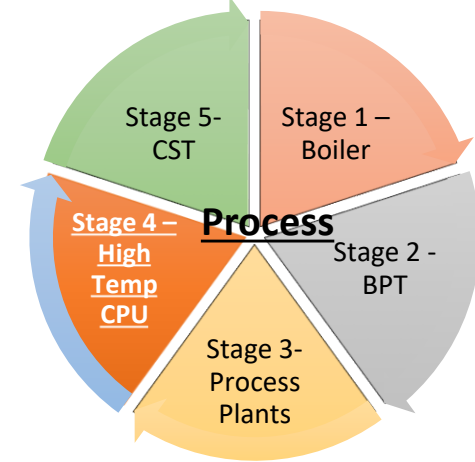 Stage 1 –
Boiler
Stage 2 -
BPT
Stage 3-
Process
Plants
Stage 4 –
High
Temp
CPU
Stage 5-
CST
Process